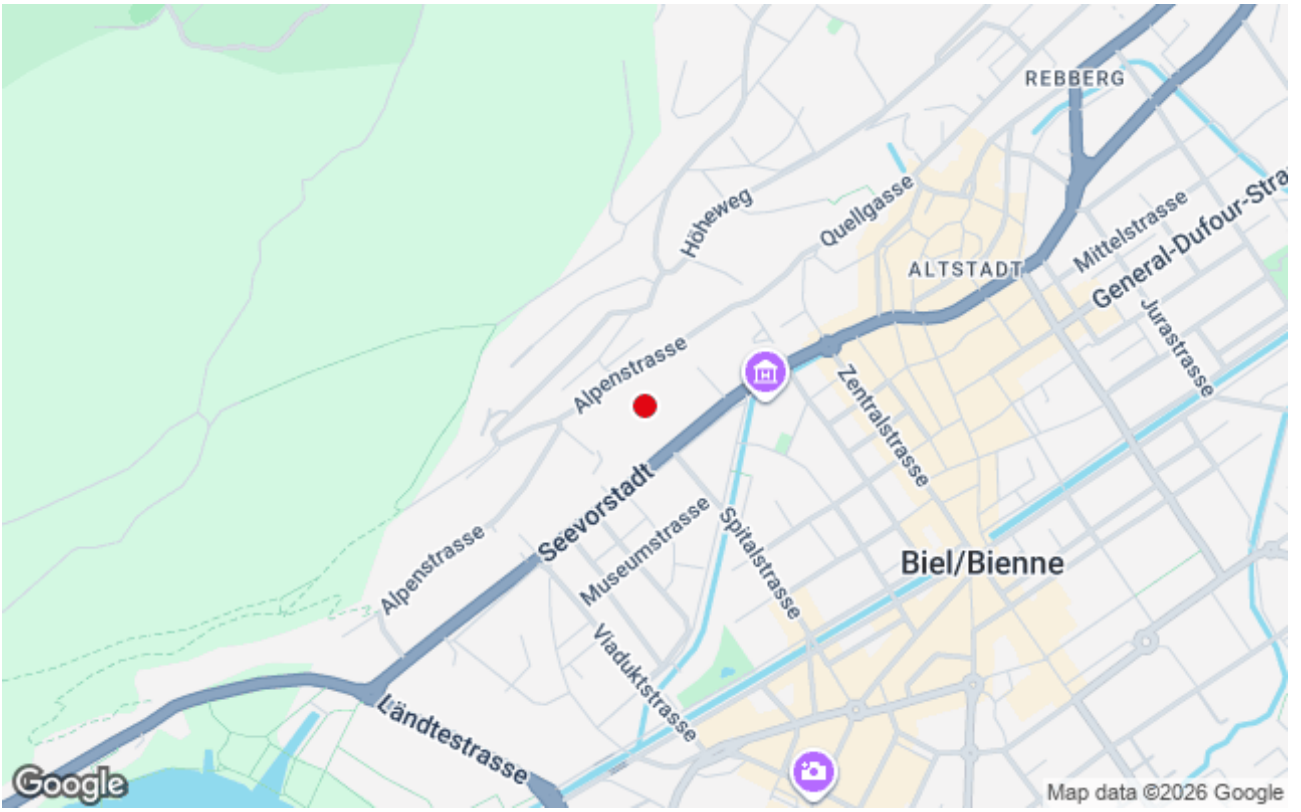 REBBERG
Höheweg
Quellgasse
Mittelstrasse
General-Dufour-Stra
ALTSTADT
Jurastrasse
Alpenstrasse
Zentralstrasse
Seevorstadt
Museumstrasse
Spitalstrasse
Alpenstrasse
Biel/Bienne
Viaduktstrasse
Ländtestrasse
Google
Map data ©2026 Google